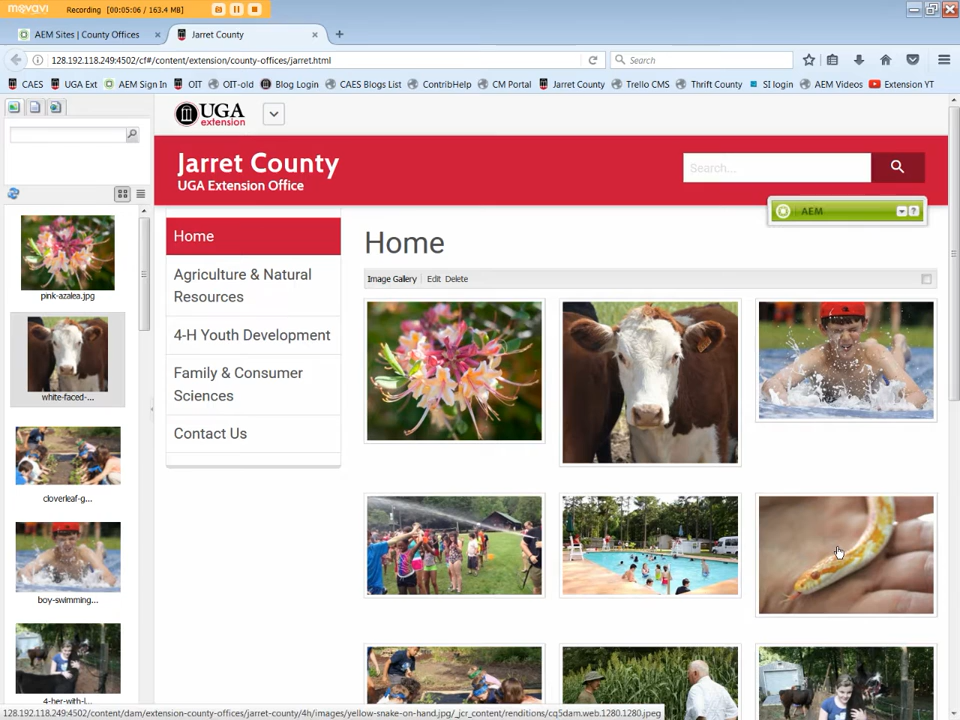 movavi
Recording (00:05:06 / 163.4 MB)
AEM Sites | County Offices
Jarret County
128.192.118.249:4502/cf#/content/extension/county-offices/jarret.html
Search
CAES
UGA Ext
AEM Sign In
OIT
OIT-old
Blog Login
CAES Blogs List
ContribHelp
CM Portal
Jarret County
Trello CMS
Thrift County
SI login
AEM Videos
Extension YT
UGA
extension
Jarret County
UGA Extension Office
Search...
AEM
?
Home
Agriculture & Natural
Resources
4-H Youth Development
Family & Consumer
Sciences
Contact Us
Home
Image Gallery | Edit Delete
pink-azalea.jpg
white-faced-...
cloverleaf-g...
boy-swimming...
4-her-with-i...
128.192.118.249:4502/content/dam/extension-county-offices/jarret-county/4h/images/yellow-snake-on-hand.jpg/_jcr_content/renditions/cq5dam.web.1280.1280.jpeg